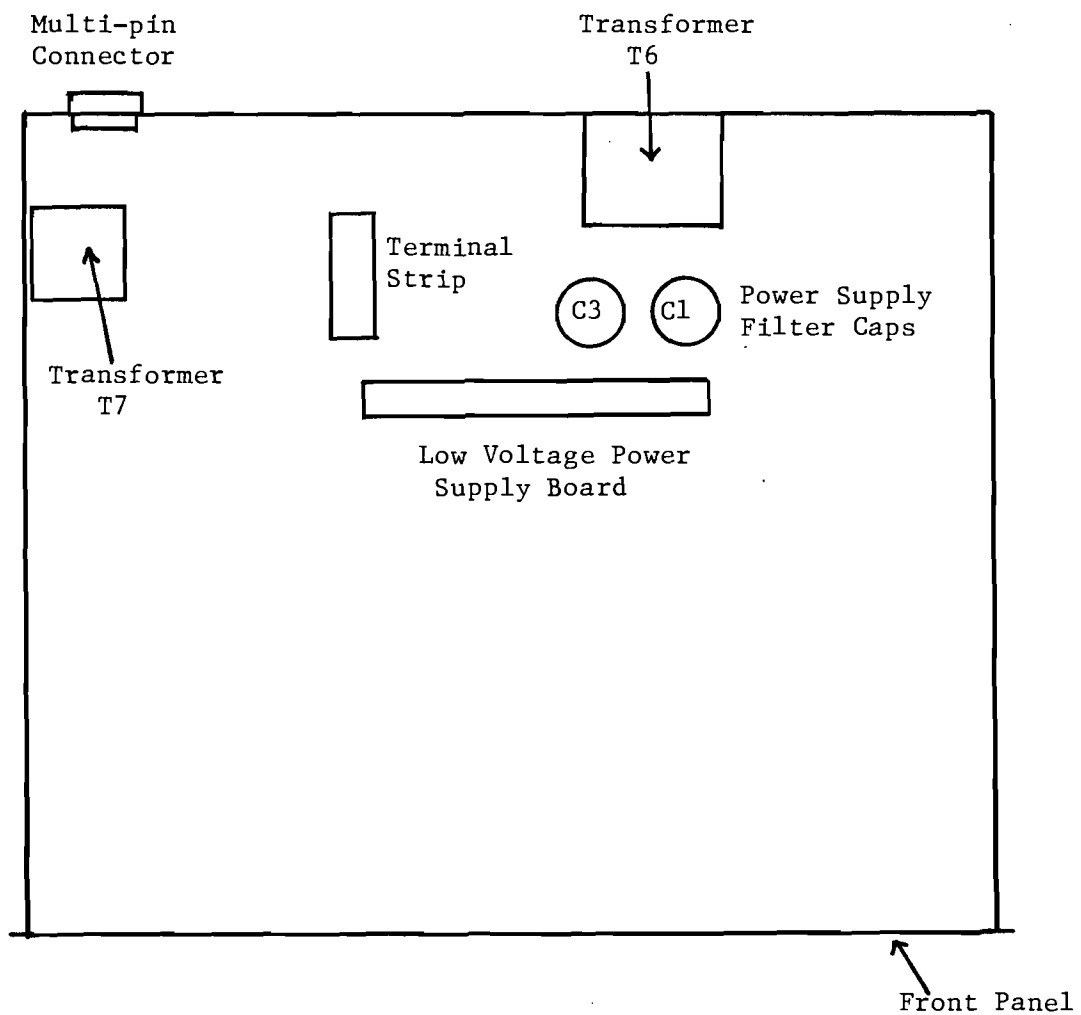 Multi-pin
Connector
Transformer
T6
Terminal
Strip
C3
C1
Power Supply
Filter Caps
Transformer
T7
Low Voltage Power
Supply Board
Front Panel